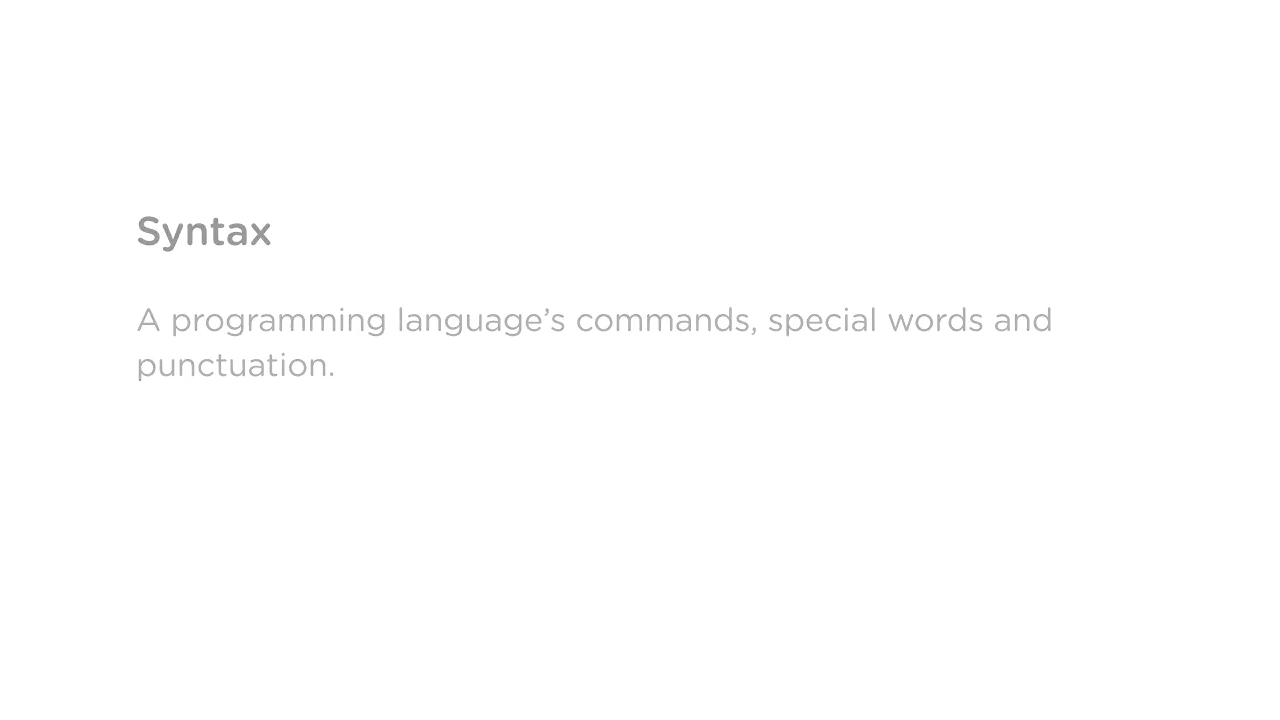 Syntax
A programming language’s commands, special words and
punctuation.